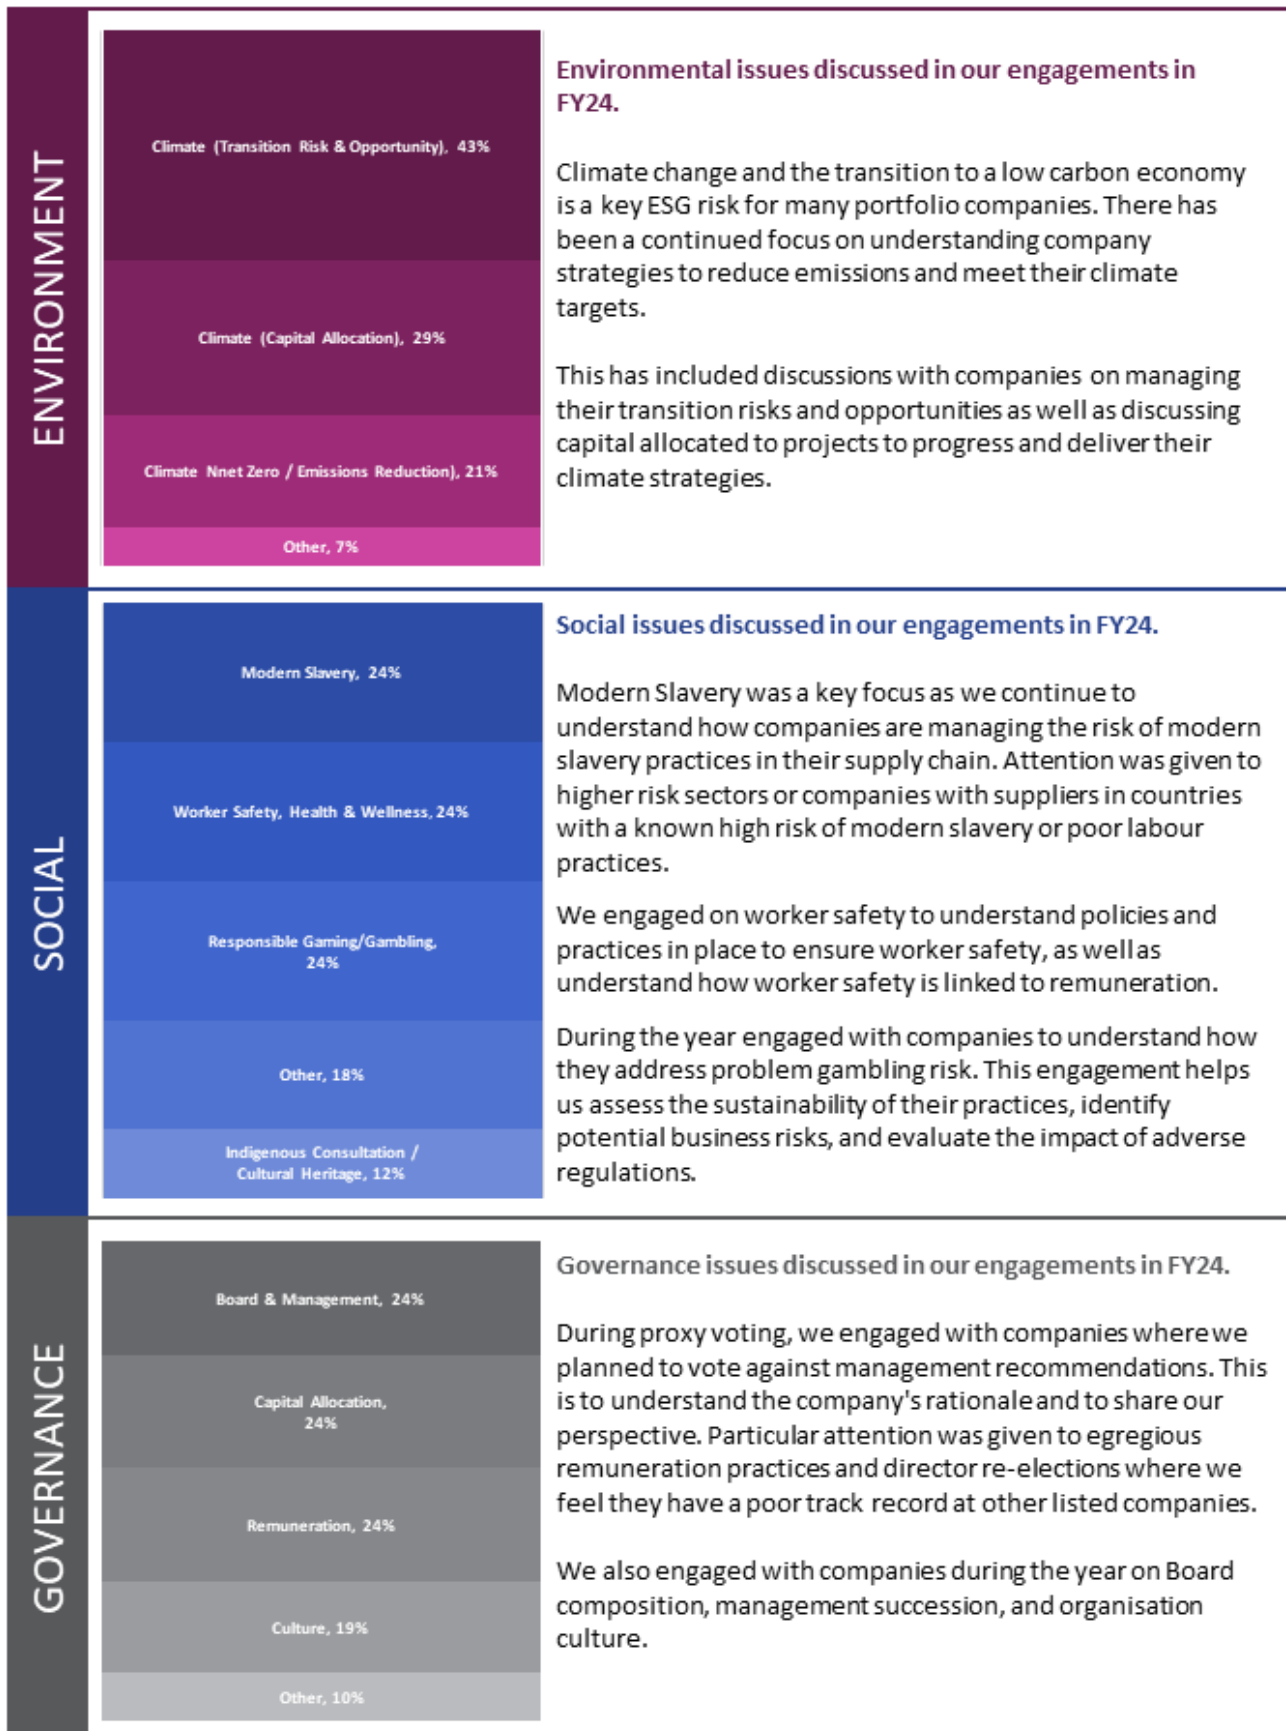 ENVIRONMENT
Climate (Transition Risk & Opportunity), 43%
Climate (Capital Allocation), 29%
Climate Nnet Zero / Emissions Reduction), 21%
Other, 7%
Environmental issues discussed in our engagements in
FY24.
Climate change and the transition to a low carbon economy
is a key ESG risk for many portfolio companies. There has
been a continued focus on understanding company
strategies to reduce emissions and meet their climate
targets.
This has included discussions with companies on managing
their transition risks and opportunities as well as discussing
capital allocated to projects to progress and deliver their
climate strategies.
SOCIAL
Modern Slavery, 24%
Worker Safety, Health & Wellness, 24%
Responsible Gaming/Gambling,
24%
Other, 18%
Indigenous Consultation /
Cultural Heritage, 12%
Social issues discussed in our engagements in FY24.
Modern Slavery was a key focus as we continue to
understand how companies are managing the risk of modern
slavery practices in their supply chain. Attention was given to
higher risk sectors or companies with suppliers in countries
with a known high risk of modern slavery or poor labour
practices.
We engaged on worker safety to understand policies and
practices in place to ensure worker safety, as well as
understand how worker safety is linked to remuneration.
During the year engaged with companies to understand how
they address problem gambling risk. This engagement helps
us assess the sustainability of their practices, identify
potential business risks, and evaluate the impact of adverse
regulations.
GOVERNANCE
Board & Management, 24%
Capital Allocation,
24%
Remuneration, 24%
Culture, 19%
Other, 10%
Governance issues discussed in our engagements in FY24.
During proxy voting, we engaged with companies where we
planned to vote against management recommendations. This
is to understand the company's rationale and to share our
perspective. Particular attention was given to egregious
remuneration practices and director re-elections where we
feel they have a poor track record at other listed companies.
We also engaged with companies during the year on Board
composition, management succession, and organisation
culture.